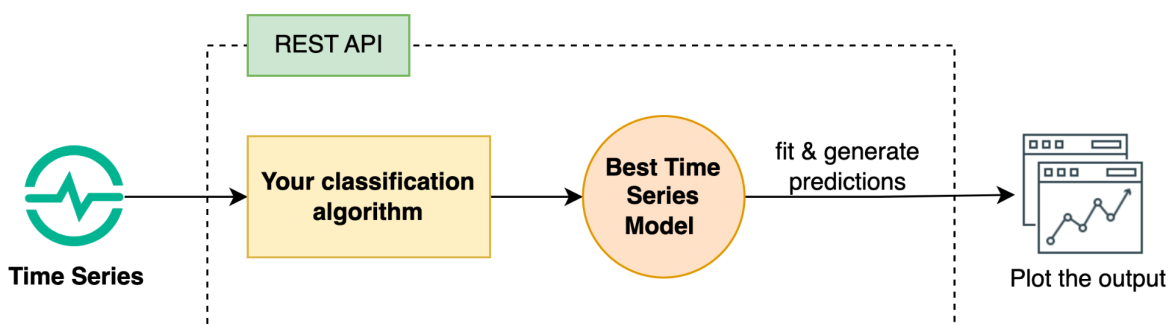 REST API
Time Series
Your classification
algorithm
Best Time
Series
Model
fit & generate
predictions
Plot the output